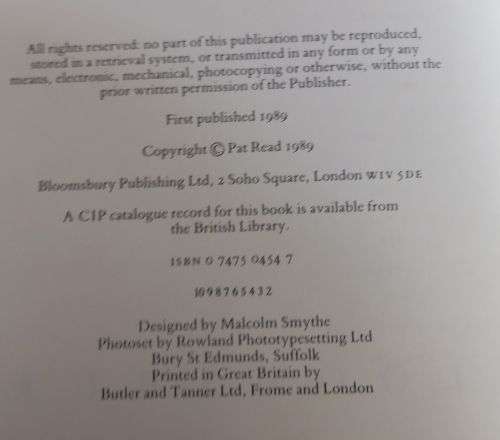 All rights reserved: no part of this publication may be reproduced,
stored in a retrieval system, or transmitted in any form or by any
means, electronic, mechanical, photocopying or otherwise, without the
prior written permission of the Publisher.
First published 1989
Copyright © Pat Read 1989
Bloomsbury Publishing Ltd, 2 Soho Square, London W1V 5DE
A CIP catalogue record for this book is available from
the British Library.
ISBN 0 7475 0454 7
10 9 8 7 6 5 4 3 2
Designed by Malcolm Smythe
Photoset by Rowland Phototypesetting Ltd
Bury St Edmunds, Suffolk
Printed in Great Britain by
Butler and Tanner Ltd, Frome and London